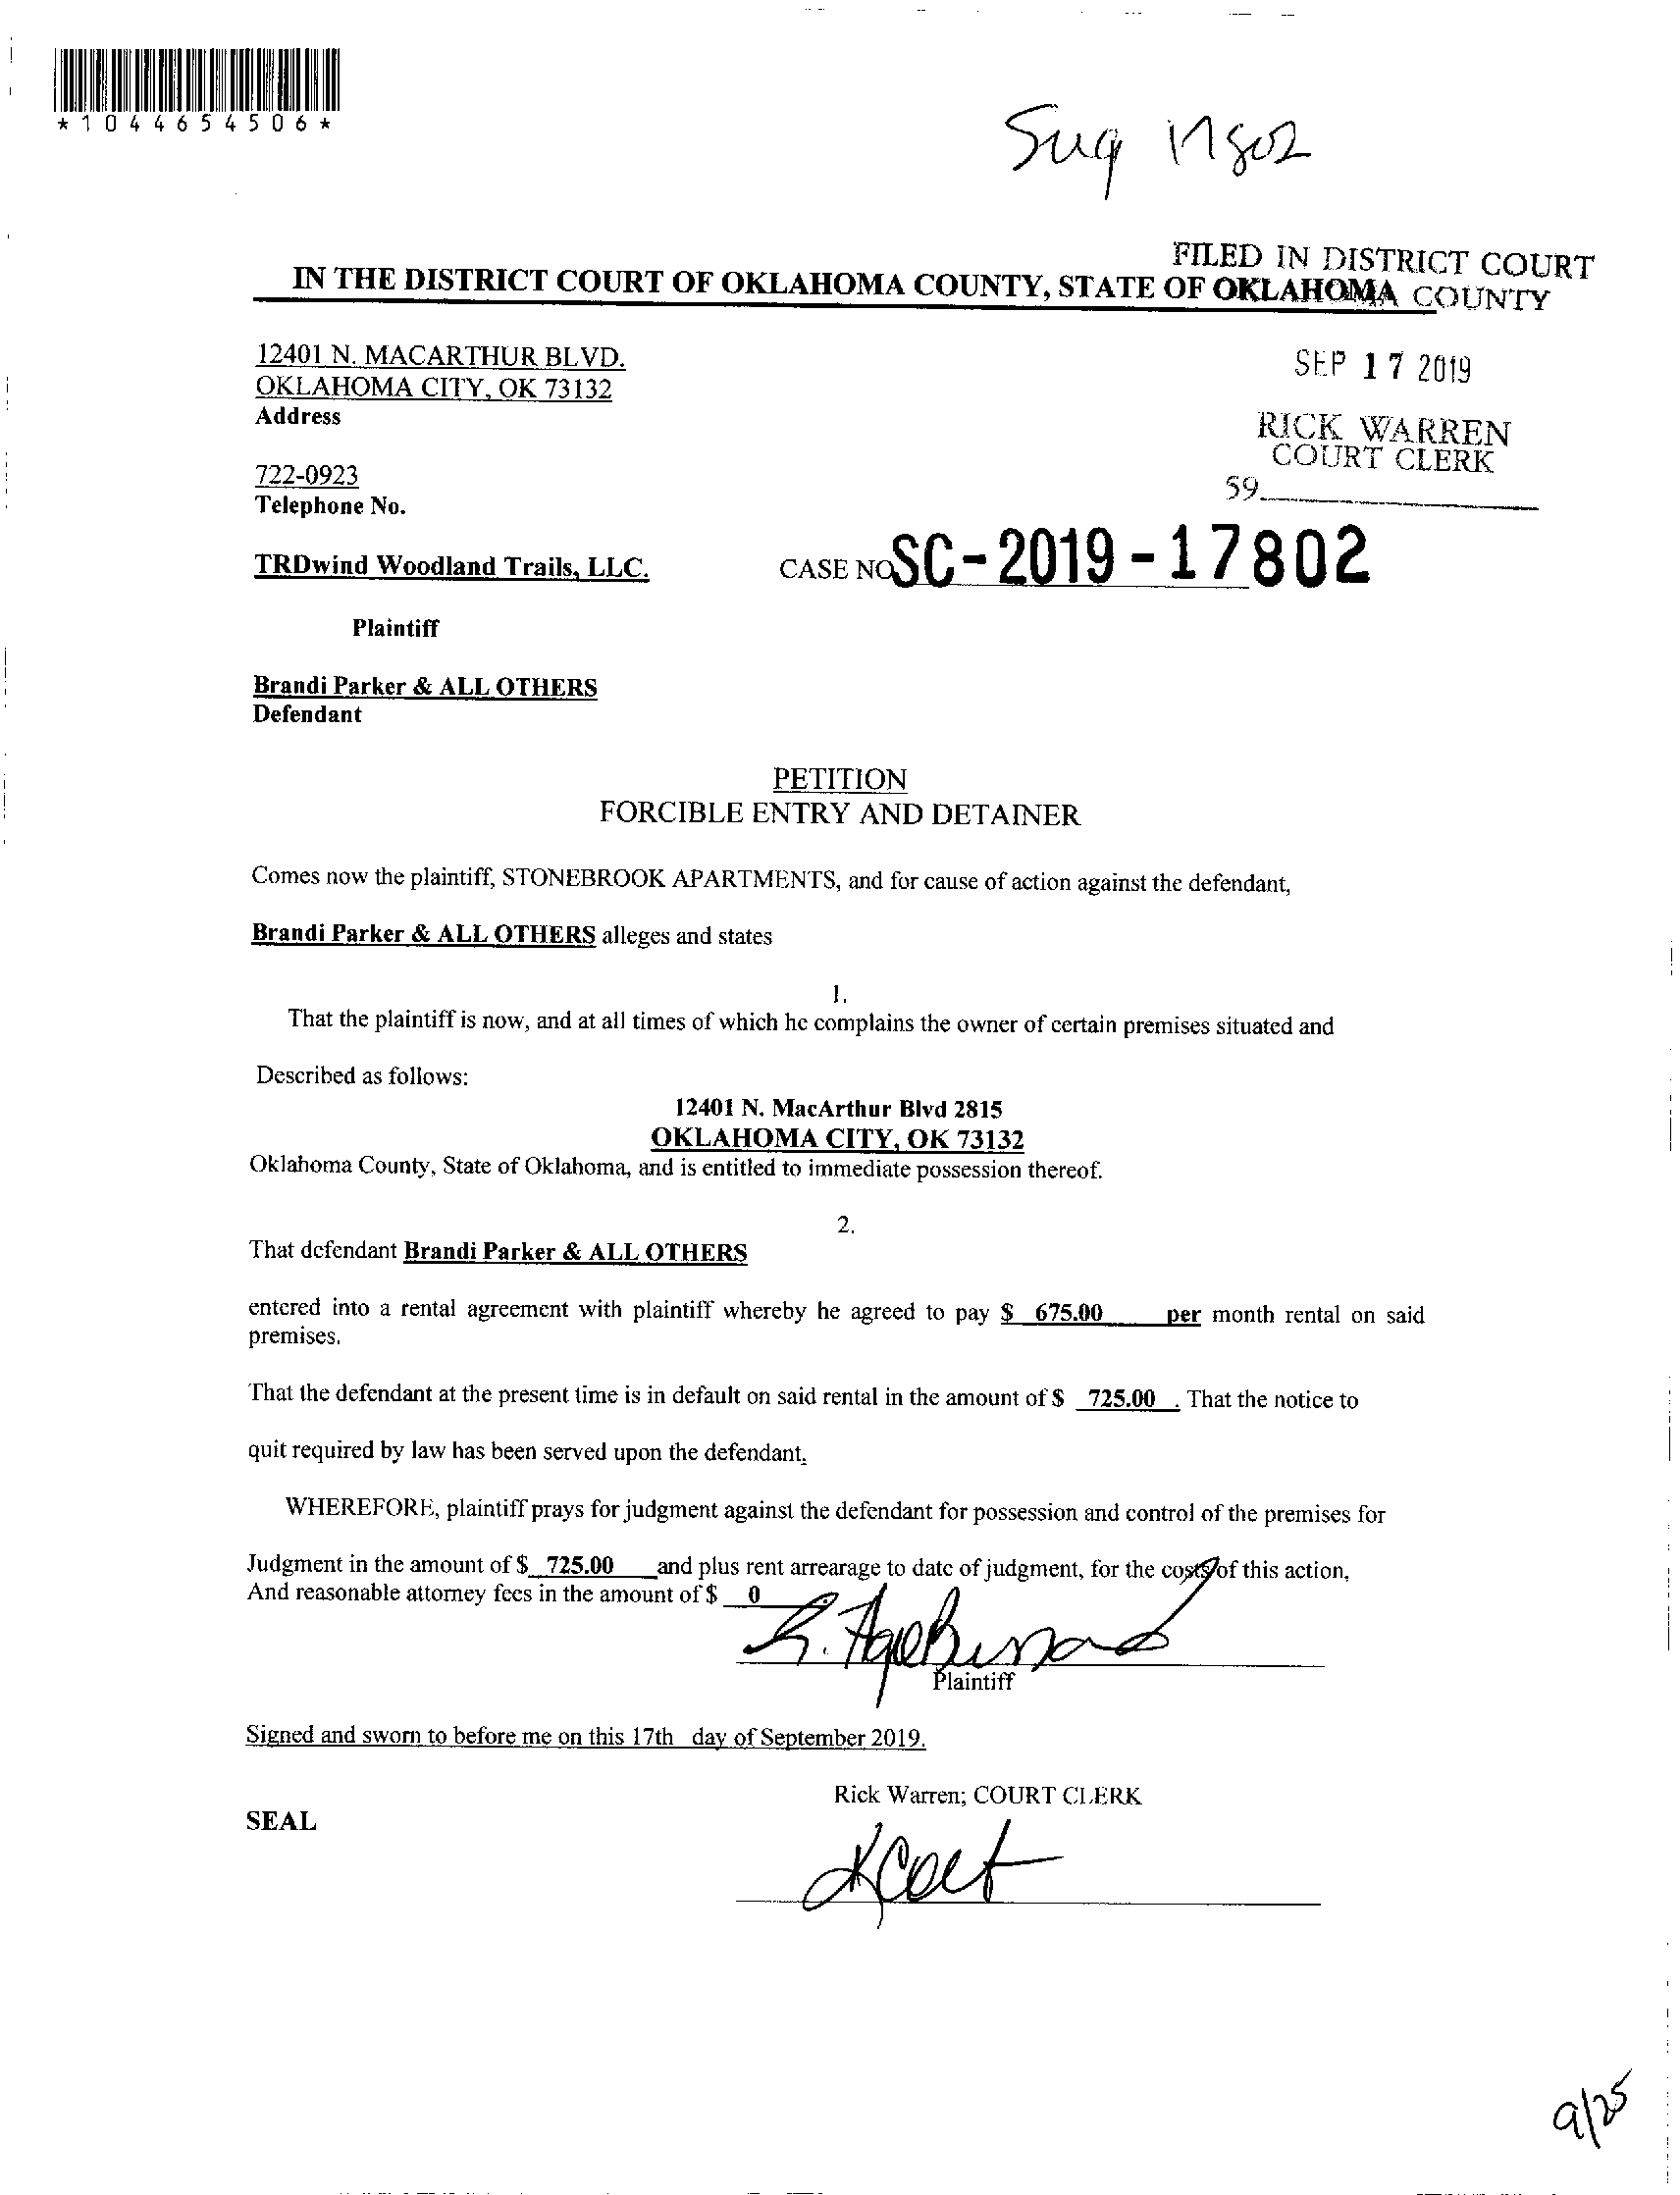 *1044654506*
17802
FILED IN DISTRICT COURT
IN THE DISTRICT COURT OF OKLAHOMA COUNTY, STATE OF OKLAHOMA COUNTY
12401 N. MACARTHUR BLVD.
OKLAHOMA CITY, OK 73132
Address
SEP 17 2019
RICK WARREN
COURT CLERK
722-0923
59
Telephone No.
TRDwind Woodland Trails, LLC.
CASE NO SC-2019-17802
Plaintiff
Brandi Parker & ALL OTHERS
Defendant
PETITION
FORCIBLE ENTRY AND DETAINER
Comes now the plaintiff, STONEBROOK APARTMENTS, and for cause of action against the defendant,
Brandi Parker & ALL OTHERS alleges and states
1.
That the plaintiff is now, and at all times of which he complains the owner of certain premises situated and
Described as follows:
12401 N. MacArthur Blvd 2815
OKLAHOMA CITY, OK 73132
Oklahoma County, State of Oklahoma, and is entitled to immediate possession thereof.
2.
That defendant Brandi Parker & ALL OTHERS
entered into a rental agreement with plaintiff whereby he agreed to pay $ 675.00 per month rental on said
premises.
That the defendant at the present time is in default on said rental in the amount of $ 725.00 . That the notice to
quit required by law has been served upon the defendant.
WHEREFORE, plaintiff prays for judgment against the defendant for possession and control of the premises for
Judgment in the amount of $ 725.00 and plus rent arrearage to date of judgment, for the costs of this action,
And reasonable attorney fees in the amount of $ 0
Plaintiff
Signed and sworn to before me on this 17th day of September 2019.
Rick Warren; COURT CLERK
SEAL
9/25